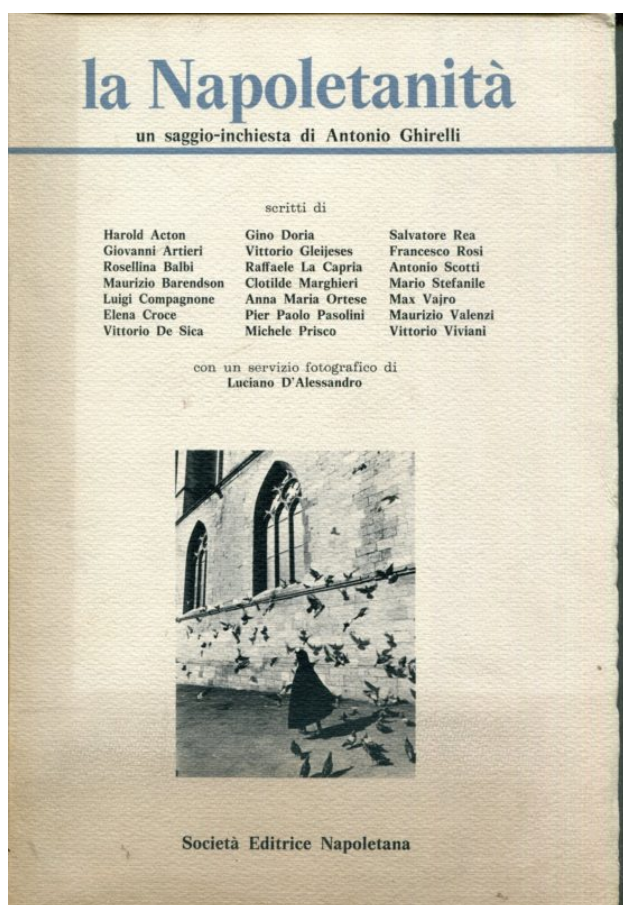 la Napoletanità
un saggio-inchiesta di Antonio Ghirelli
scritti di
Harold Acton
Giovanni Artieri
Rosellina Balbi
Maurizio Barendson
Luigi Compagnone
Elena Croce
Vittorio De Sica
Gino Doria
Vittorio Gleijeses
Raffaele La Capria
Clotilde Marghieri
Anna Maria Ortese
Pier Paolo Pasolini
Michele Prisco
Salvatore Rea
Francesco Rosi
Antonio Scotti
Mario Stefanile
Max Vajro
Maurizio Valenzi
Vittorio Viviani
con un servizio fotografico di
Luciano D'Alessandro
Società Editrice Napoletana